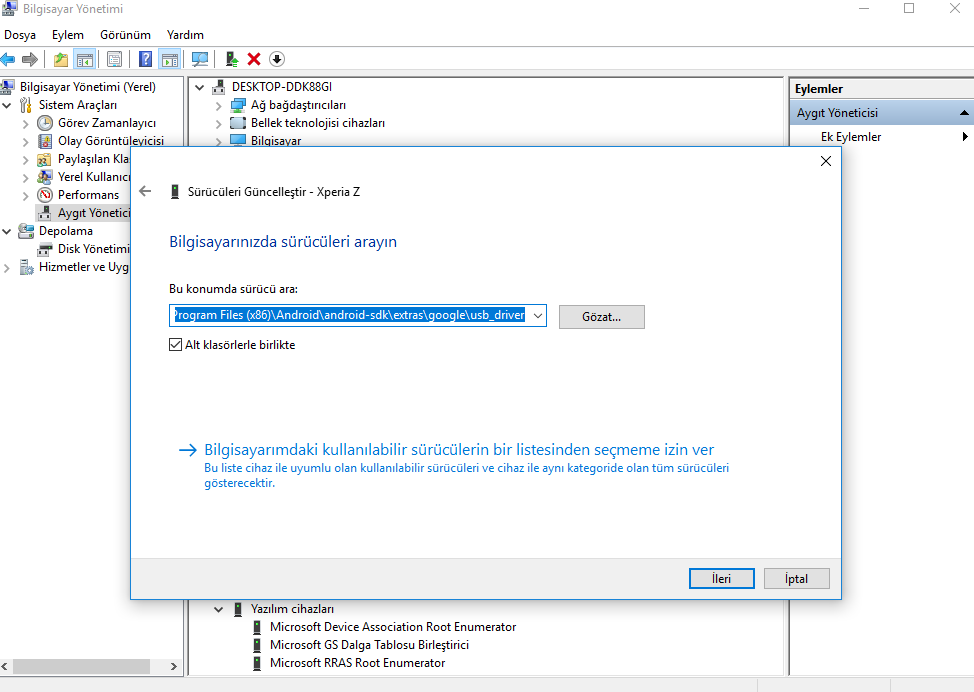 Bilgisayar Yönetimi
Dosya Eylem Görünüm Yardım
Bilgisayar Yönetimi (Yerel)
Sistem Araçları
Görev Zamanlayıcı
Olay Görüntüleyicisi
Paylaşılan Kla
Yerel Kullanıcı
Performans
Aygıt Yönetici
Depolama
Disk Yönetimi
Hizmetler ve Uyg
DESKTOP-DDK88GI
Ağ bağdaştırıcıları
Bellek teknolojisi cihazları
Bilgisayar
Eylemler
Aygıt Yöneticisi
Ek Eylemler
Sürücüleri Güncelleştir - Xperia Z
Bilgisayarınızda sürücüleri arayın
Bu konumda sürücü ara:
Program Files (x86)\Android\android-sdk\extras\google\usb_driver
Gözat...
Alt klasörlerle birlikte
Bilgisayarımdaki kullanılabilir sürücülerin bir listesinden seçmeme izin ver
Bu liste cihaz ile uyumlu olan kullanılabilir sürücüleri ve cihaz ile aynı kategoride olan tüm sürücüleri
gösterecektir.
İleri
İptal
Yazılım cihazları
Microsoft Device Association Root Enumerator
Microsoft GS Dalga Tablosu Birleştirici
Microsoft RRAS Root Enumerator